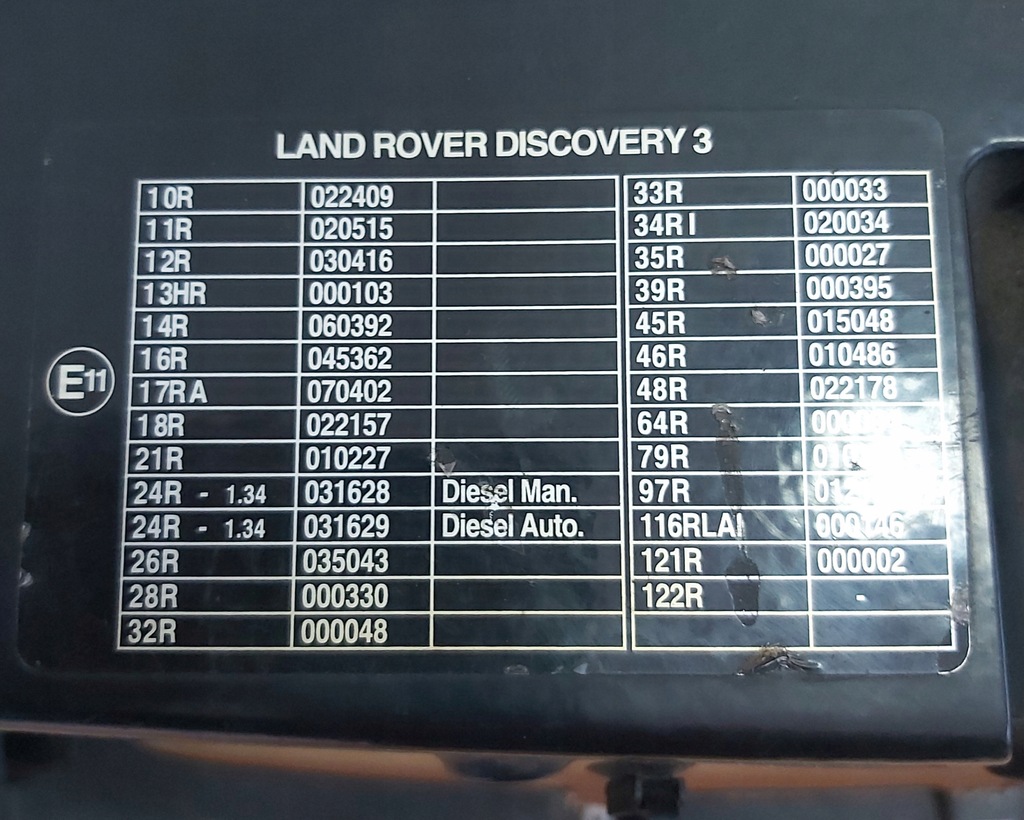 LAND ROVER DISCOVERY 3
10R 022409 33R 000033
11R 020515 34RI 020034
12R 030416 35R 000027
13HR 000103 39R 000395
14R 060392 45R 015048
16R 045362 46R 010486
E11
17RA 070402 48R 022178
18R 022157 64R
21R 010227 79R
24R - 1.34 031628 Diesel Man. 97R
24R - 1.34 031629 Diesel Auto. 116RLAI 000146
26R 035043 121R 000002
28R 000330 122R -
32R 000048